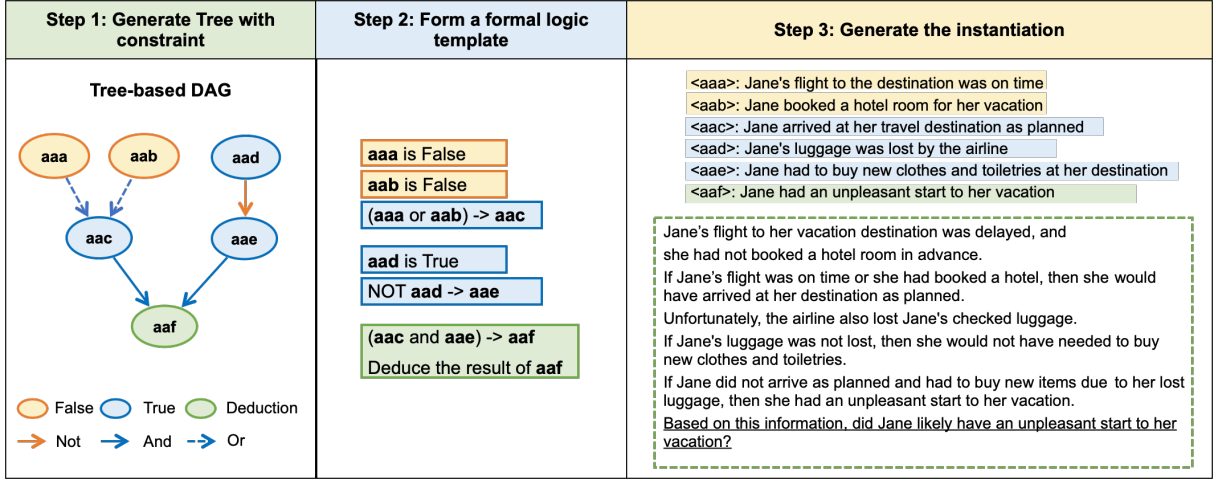 Step 1: Generate Tree with
constraint
Step 2: Form a formal logic
template
Step 3: Generate the instantiation
Tree-based DAG
aaa
aab
aad
aac
aae
aaf
False
True
Deduction
Not
And
Or
aaa is False
aab is False
(aaa or aab) -> aac
aad is True
NOT aad -> aae
(aac and aae) -> aaf
Deduce the result of aaf
<aaa>: Jane's flight to the destination was on time
<aab>: Jane booked a hotel room for her vacation
<aac>: Jane arrived at her travel destination as planned
<aad>: Jane's luggage was lost by the airline
<aae>: Jane had to buy new clothes and toiletries at her destination
<aaf>: Jane had an unpleasant start to her vacation
Jane's flight to her vacation destination was delayed, and
she had not booked a hotel room in advance.
If Jane's flight was on time or she had booked a hotel, then she would
have arrived at her destination as planned.
Unfortunately, the airline also lost Jane's checked luggage.
If Jane's luggage was not lost, then she would not have needed to buy
new clothes and toiletries.
If Jane did not arrive as planned and had to buy new items due to her lost
luggage, then she had an unpleasant start to her vacation.
Based on this information, did Jane likely have an unpleasant start to her
vacation?